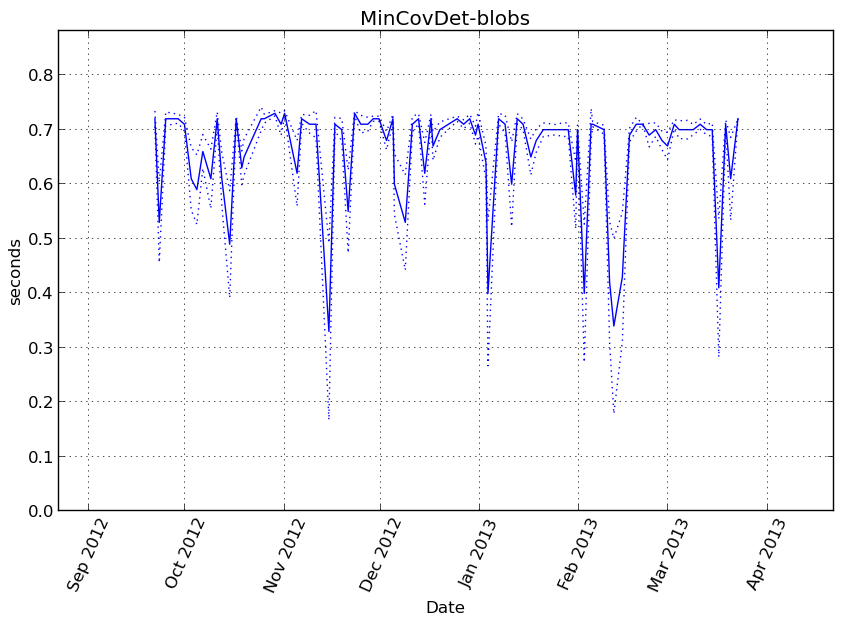 MinCovDet-blobs
seconds
0.8
0.7
0.6
0.5
0.4
0.3
0.2
0.1
0.0
Sep 2012
Oct 2012
Nov 2012
Dec 2012
Jan 2013
Feb 2013
Mar 2013
Apr 2013
Date